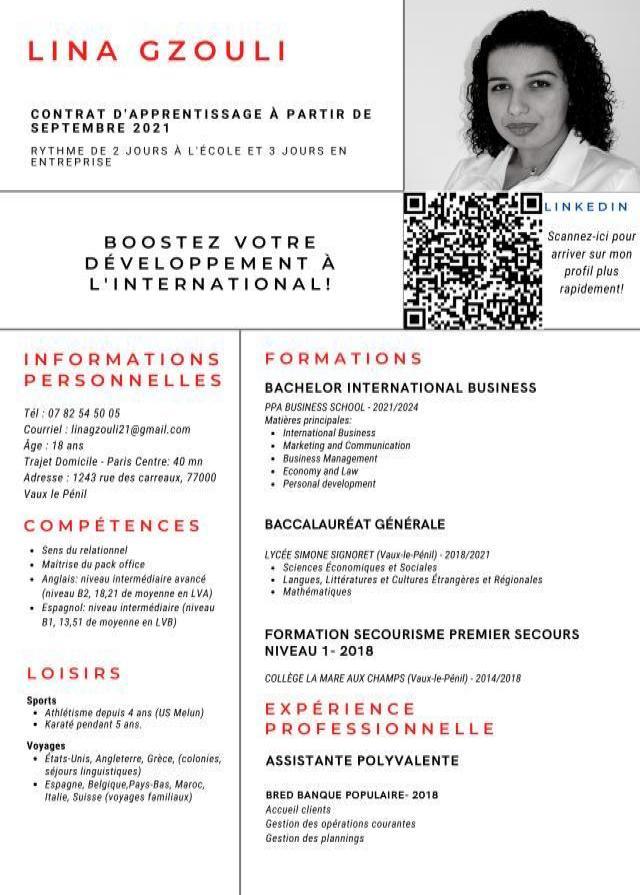 LINA GZOULI
CONTRAT D'APPRENTISSAGE À PARTIR DE
SEPTEMBRE 2021
RYTHME DE 2 JOURS À L'ÉCOLE ET 3 JOURS EN
ENTREPRISE
BOOSTEZ VOTRE
DÉVELOPPEMENT À
L'INTERNATIONAL!
LINKEDIN
Scannez-ici pour
arriver sur mon
profil plus
rapidement!
INFORMATIONS
PERSONNELLES
Tél : 07 82 54 50 05
Courriel : linagzouli21@gmail.com
Âge : 18 ans
Trajet Domicile - Paris Centre: 40 mn
Adresse : 1243 rue des carreaux, 77000
Vaux le Pénil
COMPÉTENCES
• Sens du relationnel
• Maitrise du pack office
• Anglais: niveau intermédiaire avancé
(niveau B2, 18,21 de moyenne en LVA)
• Espagnol: niveau intermédiaire (niveau
B1, 13,51 de moyenne en LVB)
LOISIRS
Sports
• Athlétisme depuis 4 ans (US Melun)
• Karaté pendant 5 ans.
Voyages
• États-Unis, Angleterre, Grèce, (colonies,
séjours linguistiques)
• Espagne, Belgique,Pays-Bas, Maroc,
Italie, Suisse (voyages familiaux)
FORMATIONS
BACHELOR INTERNATIONAL BUSINESS
PPA BUSINESS SCHOOL - 2021/2024
Matières principales:
• International Business
• Marketing and Communication
• Business Management
• Economy and Law
• Personal development
BACCALAURÉAT GÉNÉRALE
LYCÉE SIMONE SIGNORET (Vaux-le-Pénil) - 2018/2021
• Sciences Économiques et Sociales
• Langues, Littératures et Cultures Étrangères et Régionales
• Mathématiques
FORMATION SECOURISME PREMIER SECOURS
NIVEAU 1- 2018
COLLÈGE LA MARE AUX CHAMPS (Vaux-le-Pénil) - 2014/2018
EXPÉRIENCE
PROFESSIONNELLE
ASSISTANTE POLYVALENTE
BRED BANQUE POPULAIRE- 2018
Accueil clients
Gestion des opérations courantes
Gestion des plannings